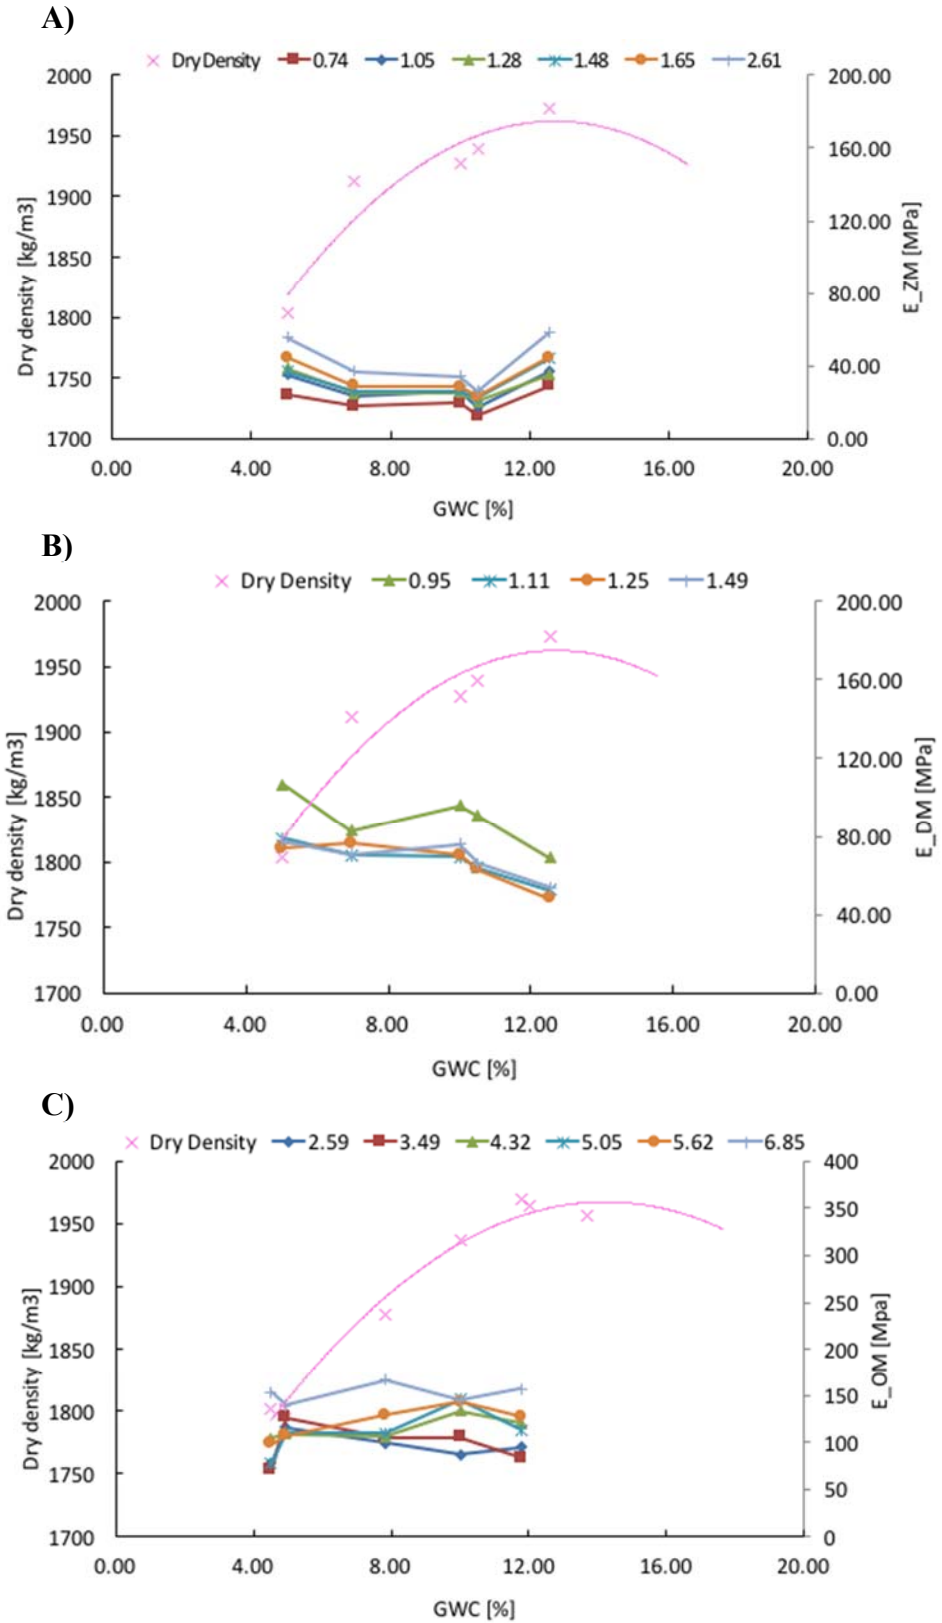 A)
Dry Density 0.74 1.05 1.28 1.48 1.65 2.61
2000 200.00
1950 160.00
1900 120.00
1850
1800 80.00
1750 40.00
1700 0.00
0.00 4.00 8.00 12.00 16.00 20.00
Dry density [kg/m3]
E_ZM [MPa]
GWC [%]
B)
Dry Density 0.95 1.11 1.25 1.49
2000 200.00
1950 160.00
1900 120.00
1850
1800 80.00
1750 40.00
1700 0.00
0.00 4.00 8.00 12.00 16.00 20.00
Dry density [kg/m3]
E_DM [MPa]
GWC [%]
C)
Dry Density 2.59 3.49 4.32 5.05 5.62 6.85
2000 400
1950 350
300
1900 250
1850 200
1800 150
100
1750 50
1700 0
0.00 4.00 8.00 12.00 16.00 20.00
Dry density [kg/m3]
E_OM [Mpa]
GWC [%]